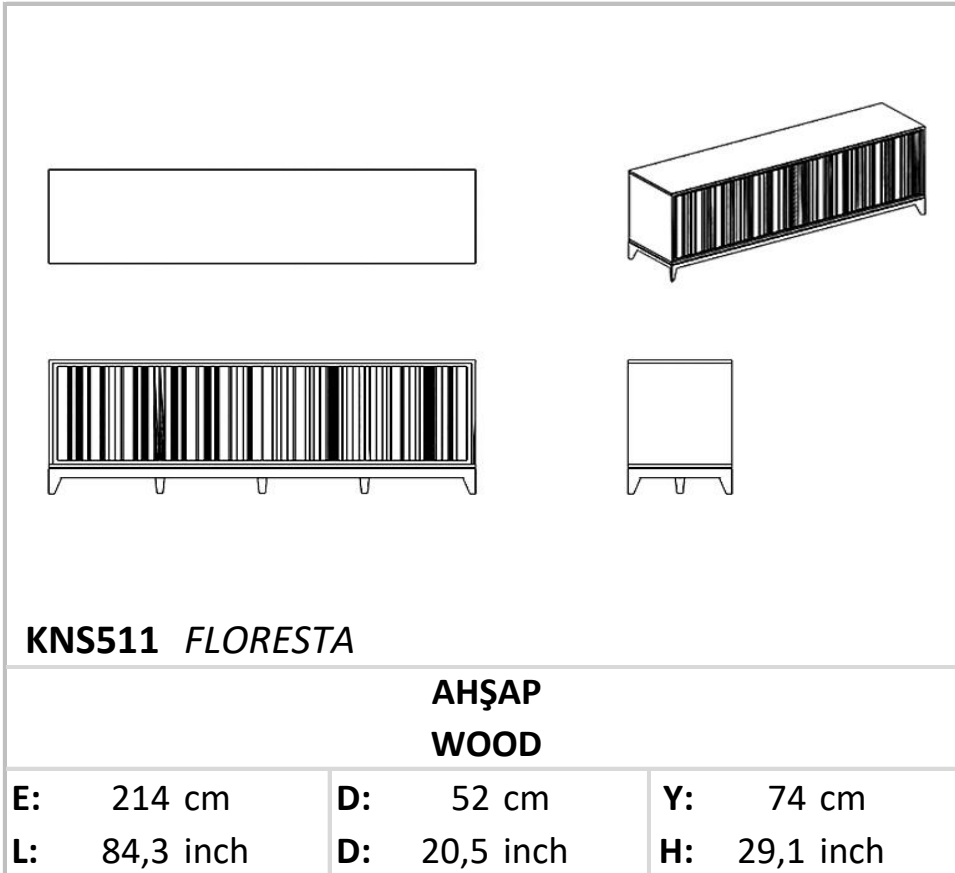 KNS511 FLORESTA
AHŞAP
WOOD
E: 214 cm D: 52 cm Y: 74 cm
L: 84,3 inch D: 20,5 inch H: 29,1 inch